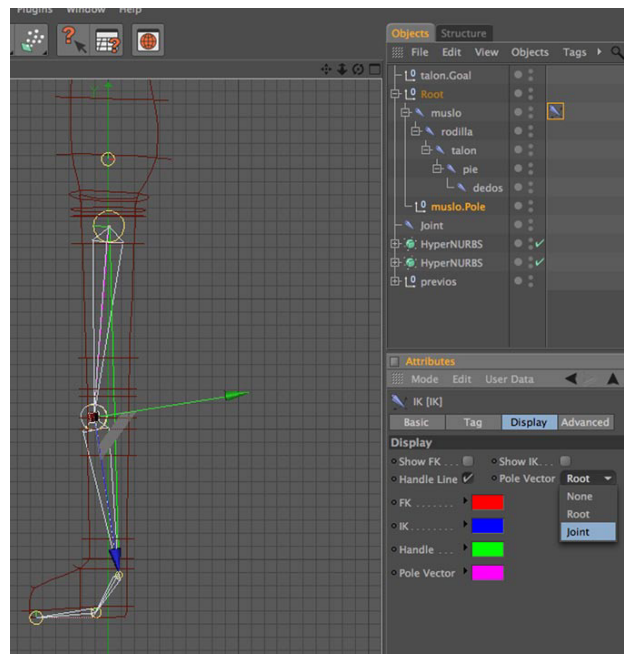 Plugins Window Help
Objects Structure
File Edit View Objects Tags
talon.Goal
Root
muslo
rodilla
talon
pie
dedos
muslo.Pole
Joint
HyperNURBS
HyperNURBS
previos
Attributes
Mode Edit User Data
IK [IK]
Basic Tag Display Advanced
Display
Show FK . . . Show IK. . .
Handle Line Pole Vector Root
None
FK . . . . . . . Root
IK . . . . . . . Joint
Handle . . .
Pole Vector